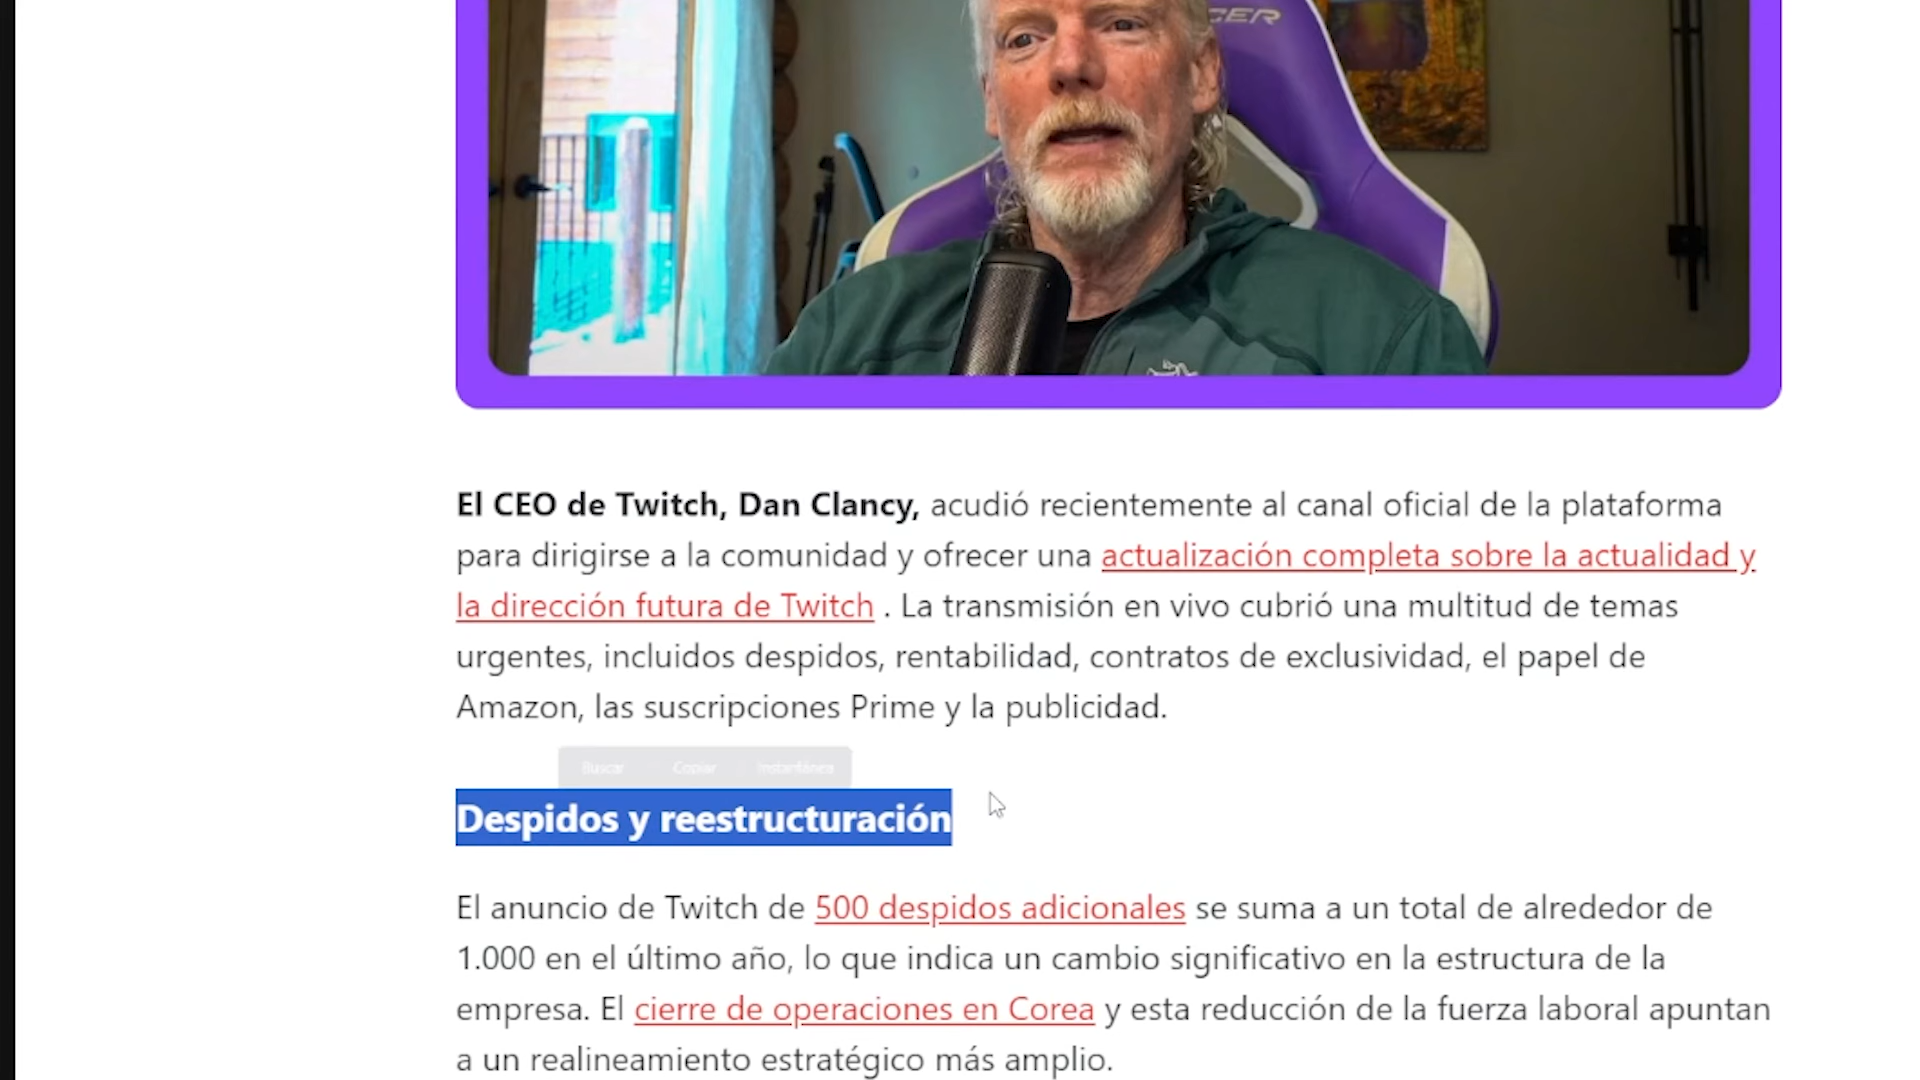 CER
El CEO de Twitch, Dan Clancy, acudió recientemente al canal oficial de la plataforma
para dirigirse a la comunidad y ofrecer una actualización completa sobre la actualidad y
la dirección futura de Twitch . La transmisión en vivo cubrió una multitud de temas
urgentes, incluidos despidos, rentabilidad, contratos de exclusividad, el papel de
Amazon, las suscripciones Prime y la publicidad.
Buscar Copiar Instantánea
Despidos y reestructuración
El anuncio de Twitch de 500 despidos adicionales se suma a un total de alrededor de
1.000 en el último año, lo que indica un cambio significativo en la estructura de la
empresa. El cierre de operaciones en Corea y esta reducción de la fuerza laboral apuntan
a un realineamiento estratégico más amplio.